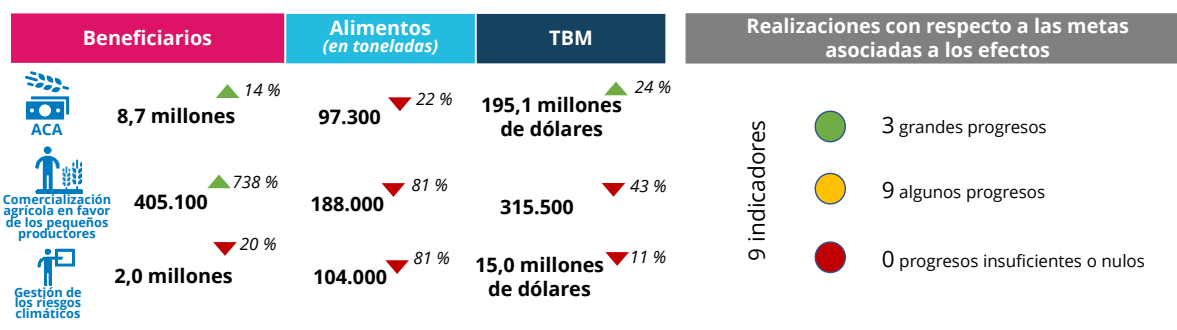 Beneficiarios
Alimentos
(en toneladas)
TBM
Realizaciones con respecto a las metas
asociadas a los efectos
ACA
8,7 millones
14 %
97.300
22 %
195,1 millones
de dólares
24 %
Comercialización
agrícola en favor
de los pequeños
productores
405.100
738 %
188.000
81 %
315.500
43 %
Gestión de
los riesgos
climáticos
2,0 millones
20 %
104.000
81 %
15,0 millones
de dólares
11 %
9 indicadores
3 grandes progresos
9 algunos progresos
0 progresos insuficientes o nulos